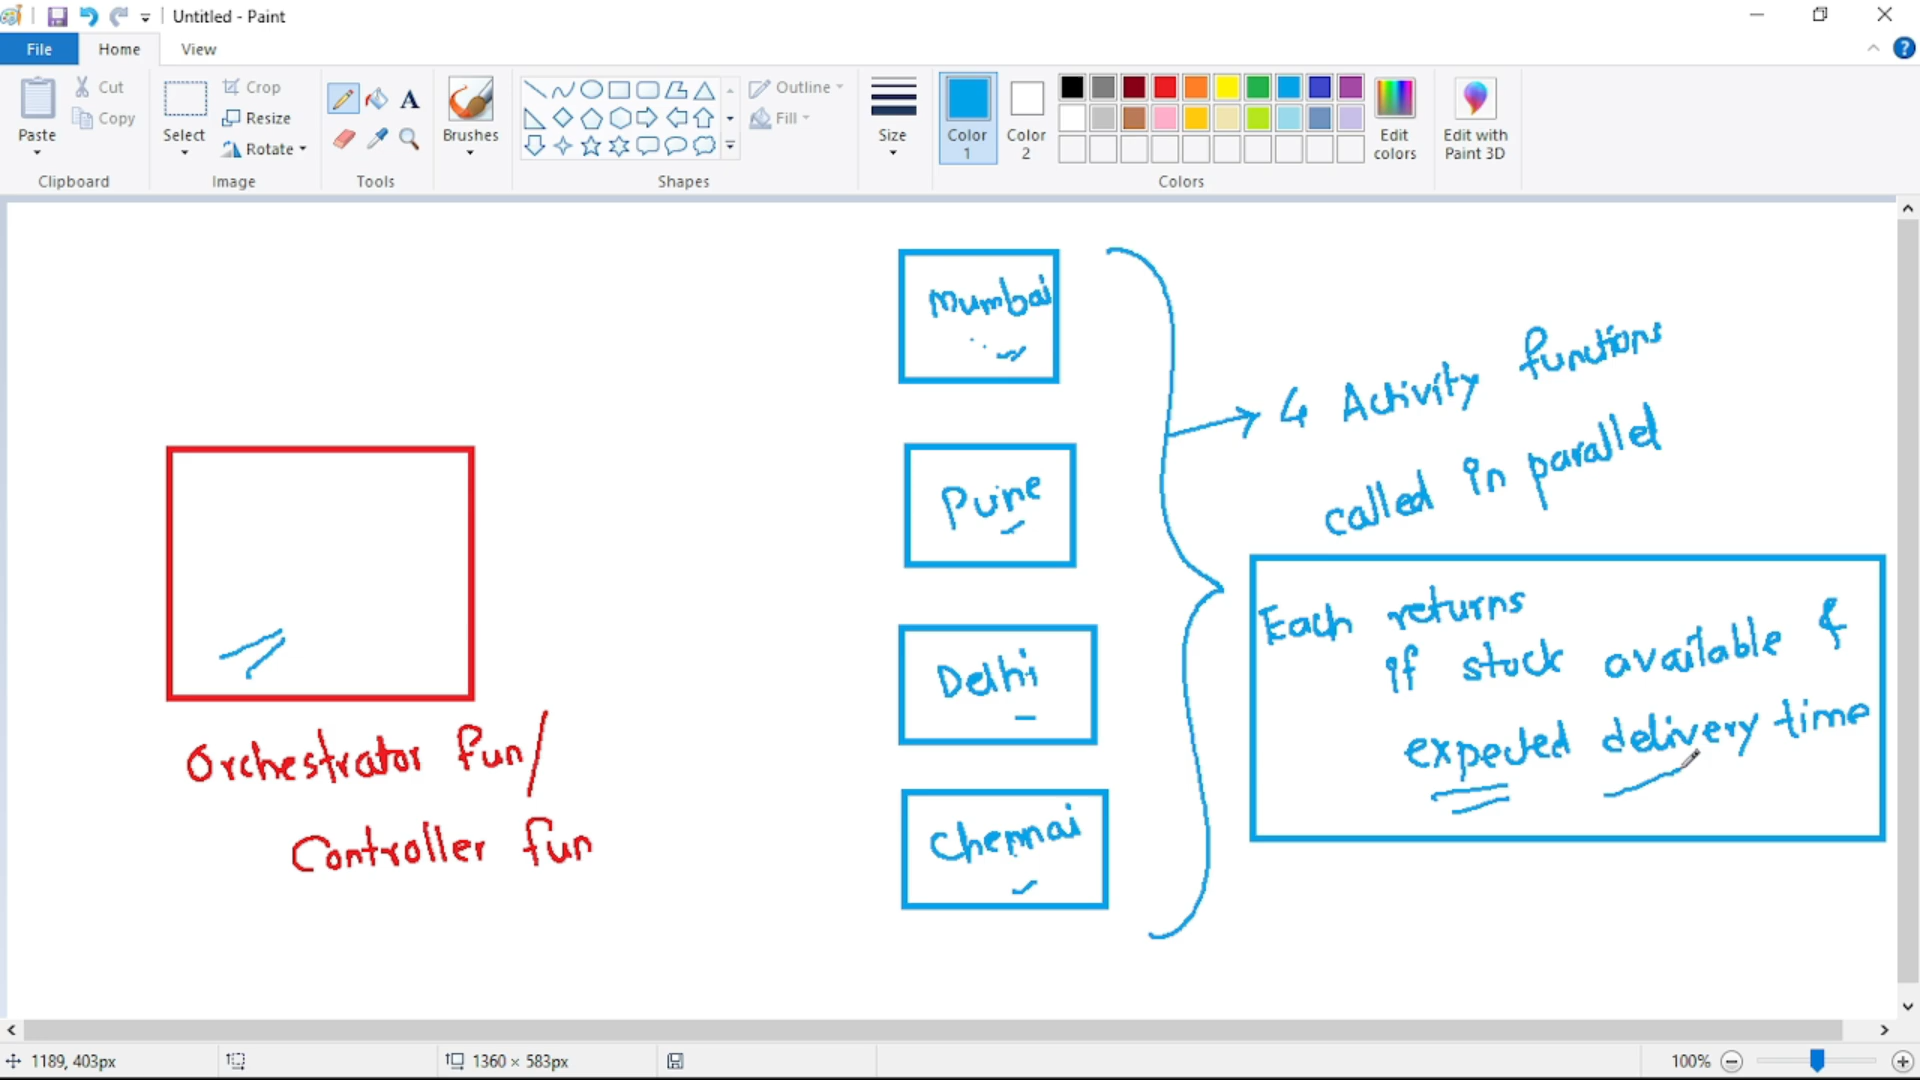 Untitled - Paint
File Home View
Paste
Cut
Copy
Clipboard
Select
Crop
Resize
Rotate
Image
Tools
Brushes
Shapes
Outline
Fill
Size
Color 1
Color 2
Edit colors
Edit with Paint 3D
Colors
Mumbai
Pune
Delhi
Chennai
4 Activity functions
called in parallel
Each returns
if stock available &
expected delivery time
Orchestrator fun/
Controller fun
1189, 403px
1360 × 583px
100%